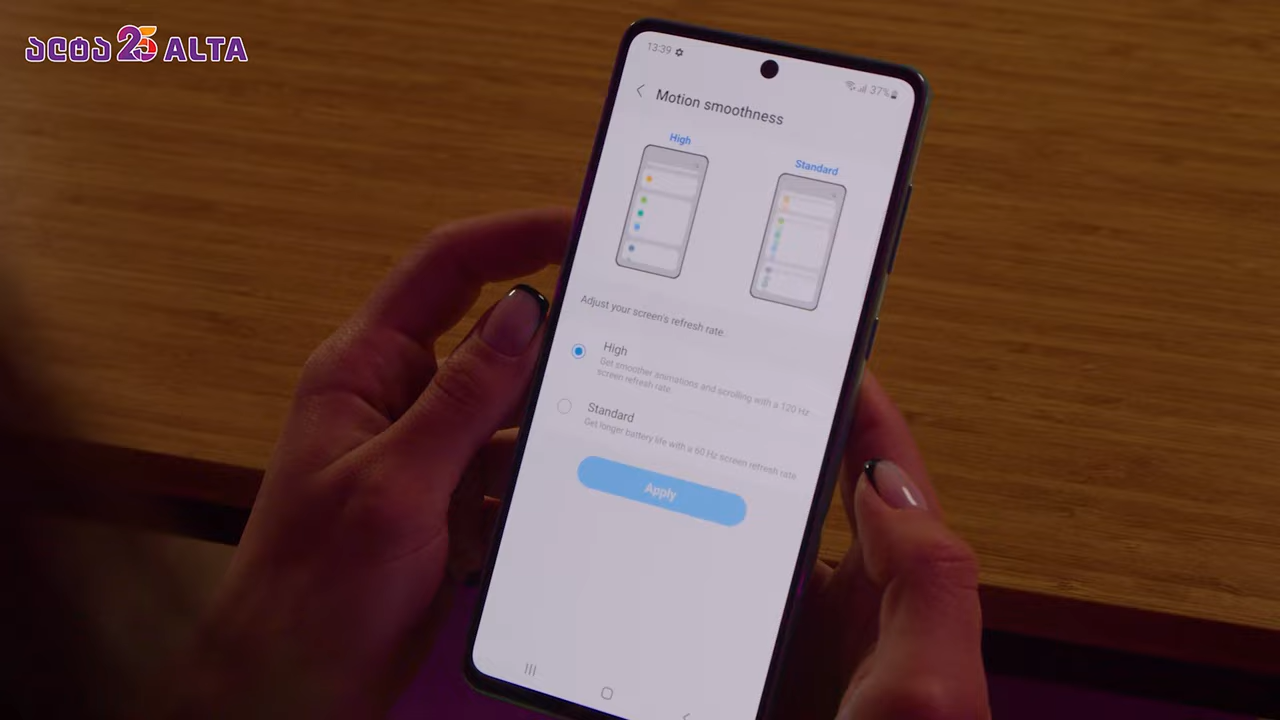 ალტა 25 ALTA
13:39
37%
Motion smoothness
High
Standard
Adjust your screen's refresh rate.
High
Get smoother animations and scrolling with a 120 Hz
screen refresh rate.
Standard
Get longer battery life with a 60 Hz screen refresh rate
Apply